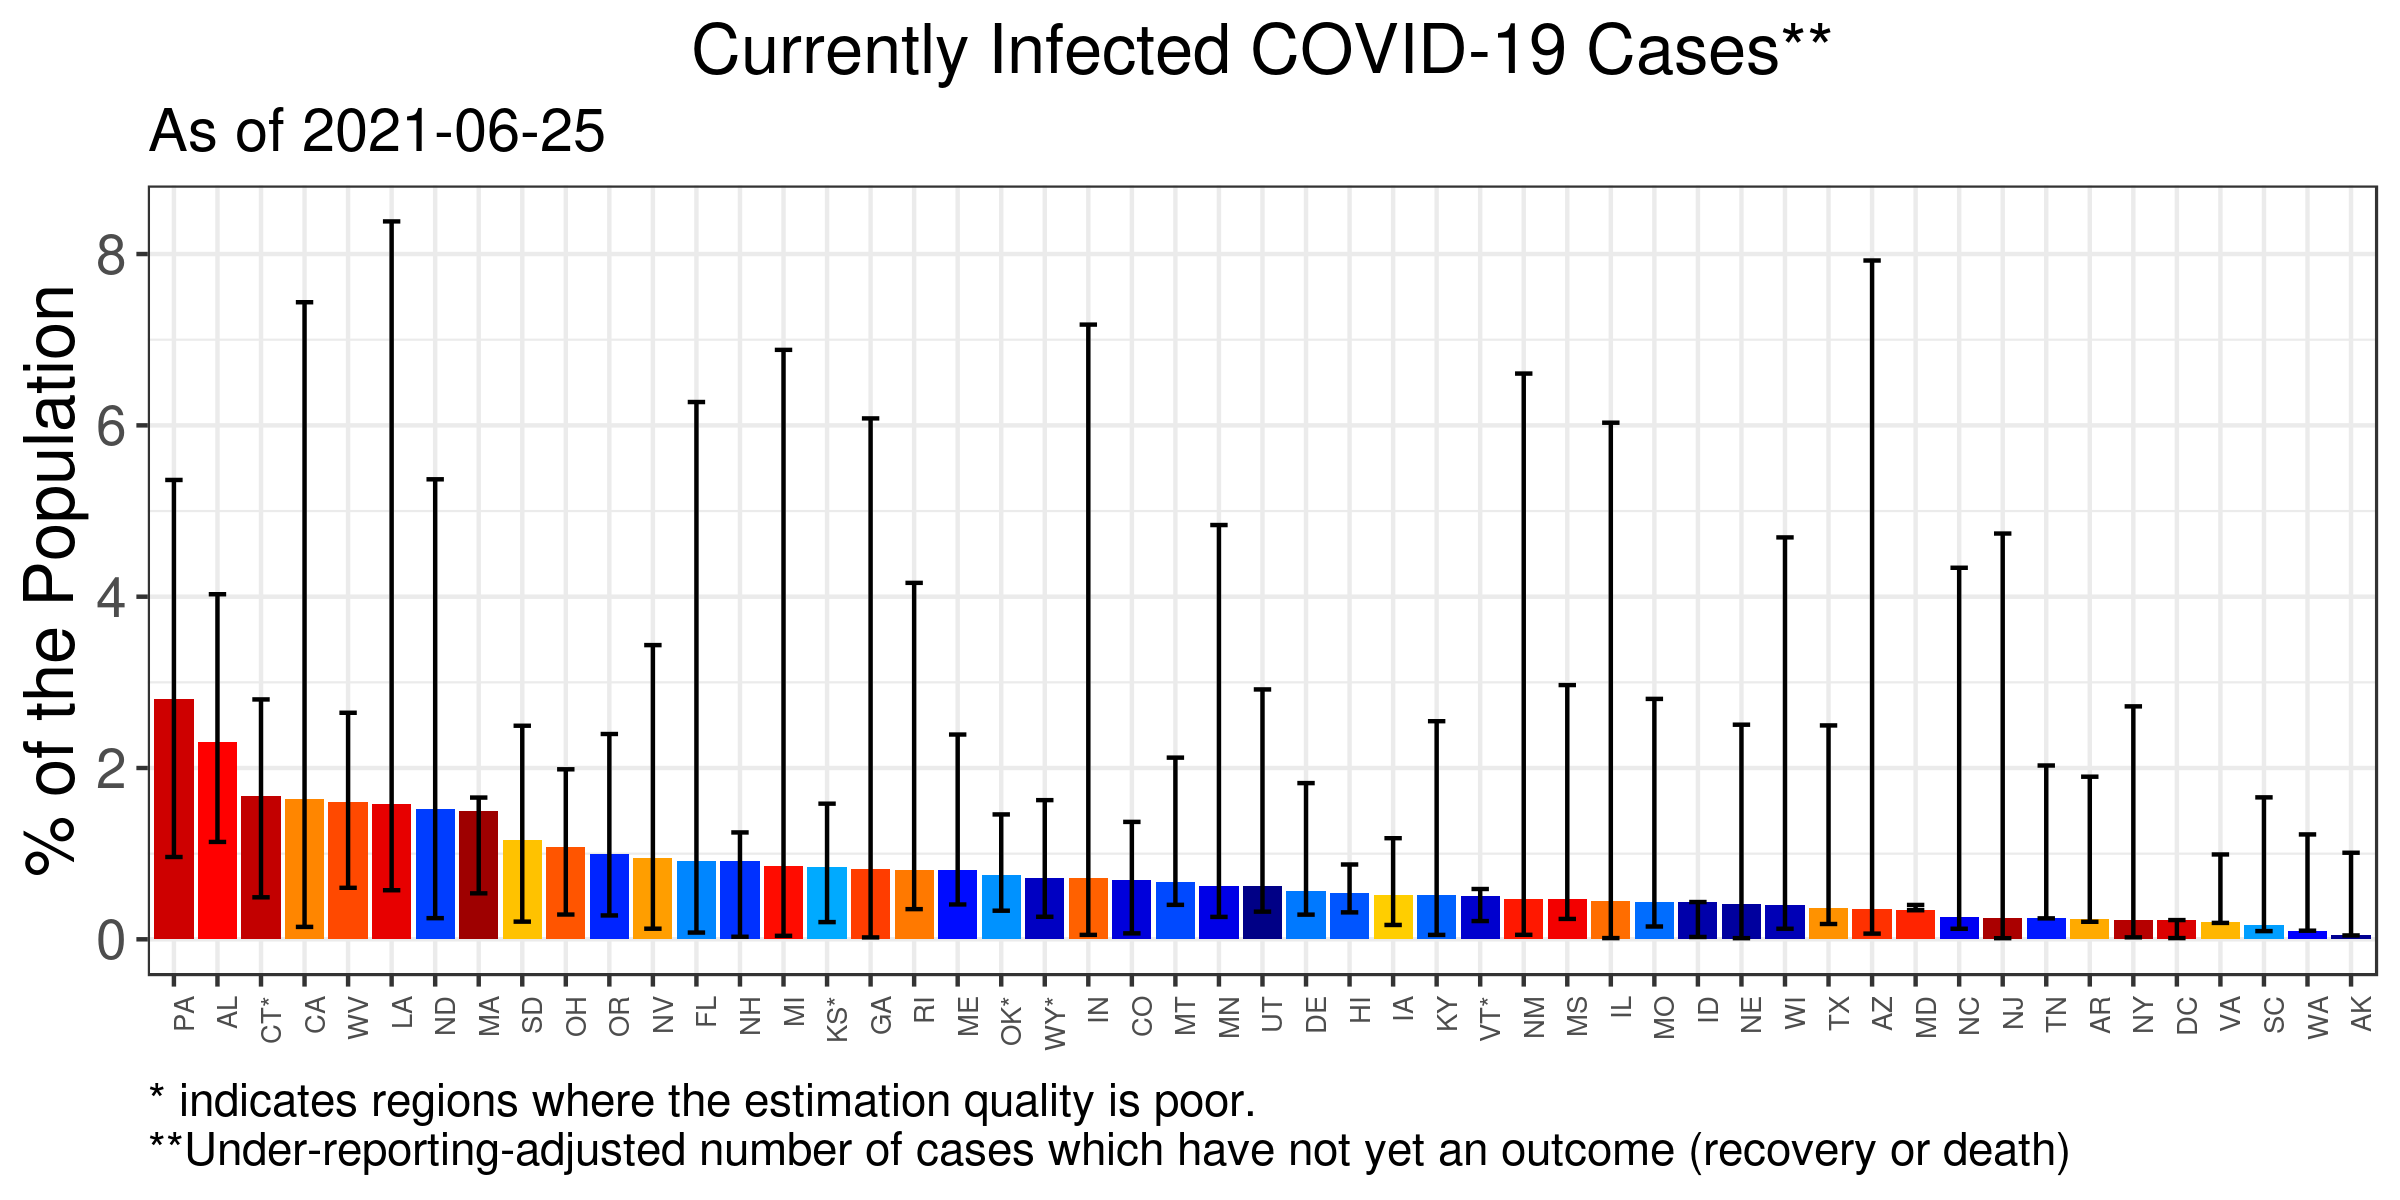 Currently Infected COVID-19 Cases**
As of 2021-06-25
% of the Population
8
6
4
2
0
PA AL CT* CA WV LA ND MA SD OH OR NV FL NH MI KS* GA RI ME OK* WY* IN CO MT MN UT DE HI IA KY VT* NM MS IL MO ID NE WI TX AZ MD NC NJ TN AR NY DC VA SC WA AK
* indicates regions where the estimation quality is poor.
**Under-reporting-adjusted number of cases which have not yet an outcome (recovery or death)